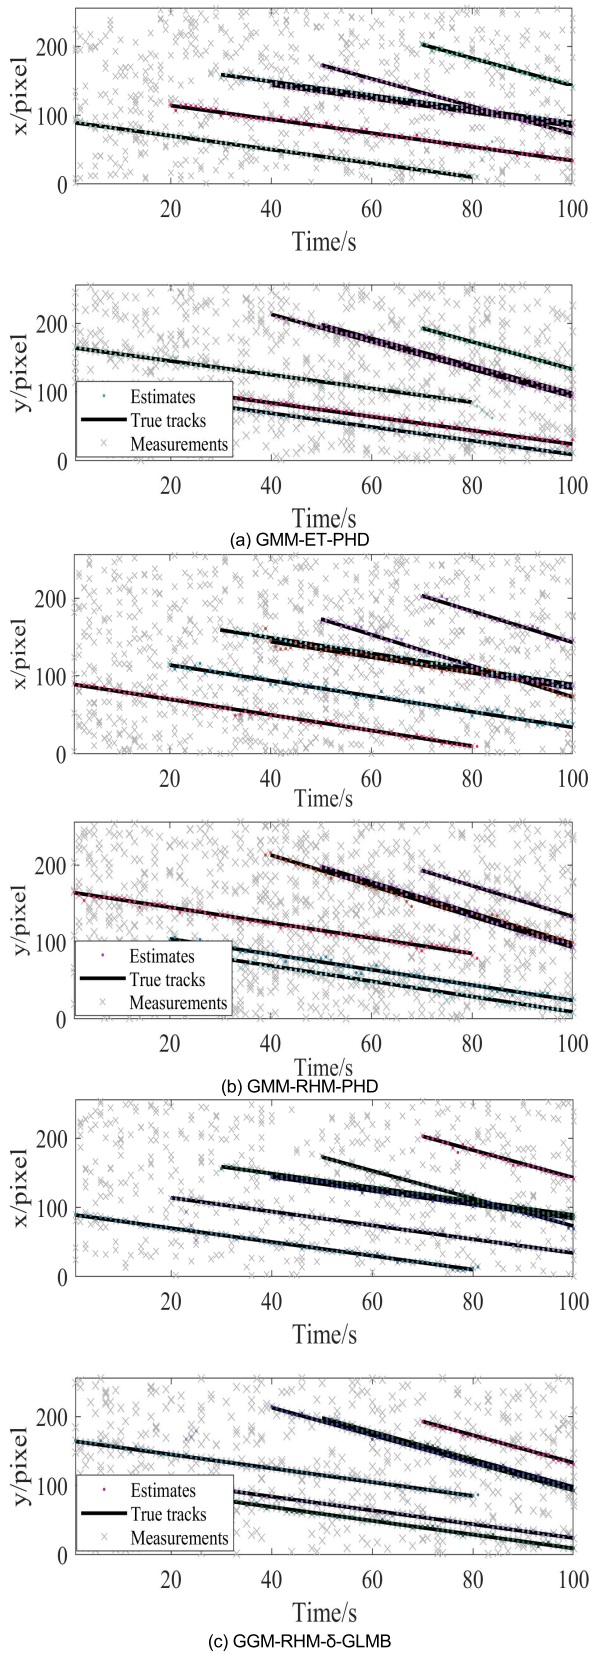 200
x/pixel
100
0
20 40 60 80 100
Time/s
200
y/pixel
100
Estimates
True tracks
Measurements
0
20 40 60 80 100
Time/s
(a) GMM-ET-PHD
200
x/pixel
100
0
20 40 60 80 100
Time/s
200
y/pixel
100
Estimates
True tracks
Measurements
0
20 40 60 80 100
Time/s
(b) GMM-RHM-PHD
200
x/pixel
100
0
20 40 60 80 100
Time/s
200
y/pixel
100
Estimates
True tracks
Measurements
0
20 40 60 80 100
Time/s
(c) GGM-RHM-δ-GLMB